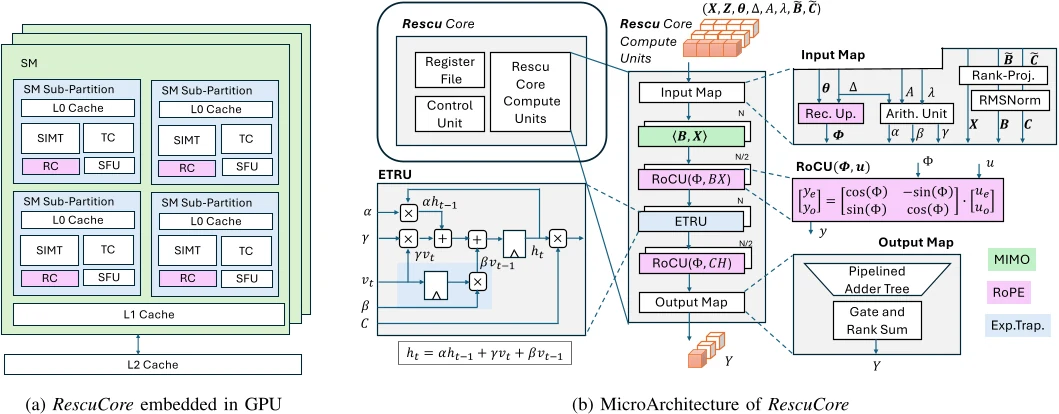 SM
SM Sub-Partition
L0 Cache
SIMT
TC
RC
SFU
SM Sub-Partition
L0 Cache
SIMT
TC
RC
SFU
SM Sub-Partition
L0 Cache
SIMT
TC
RC
SFU
SM Sub-Partition
L0 Cache
SIMT
TC
RC
SFU
L1 Cache
L2 Cache
(a) RescuCore embedded in GPU
Rescu Core
Register
File
Control
Unit
Rescu
Core
Compute
Units
ETRU
α
γ
v_t
β
C
αh_{t−1}
γv_t
βv_{t−1}
h_t
×
×
+
+
×
×
h_t = αh_{t−1} + γv_t + βv_{t−1}
(X, Z, θ, Δ, A, λ, B̃, C̃)
Rescu Core
Compute
Units
Input Map
N
⟨B, X⟩
N/2
RoCU(Φ, BX)
N
ETRU
N/2
RoCU(Φ, CH)
Output Map
Y
Input Map
θ
Δ
A
λ
B̃
C̃
Rank-Proj.
RMSNorm
Rec. Up.
Arith. Unit
Φ
α
β
γ
X
B
C
RoCU(Φ, u)
Φ
u
[y_e y_o] = [cos(Φ) −sin(Φ) sin(Φ) cos(Φ)] · [u_e u_o]
y
Output Map
Pipelined
Adder Tree
Gate and
Rank Sum
Y
MIMO
RoPE
Exp.Trap.
(b) MicroArchitecture of RescuCore